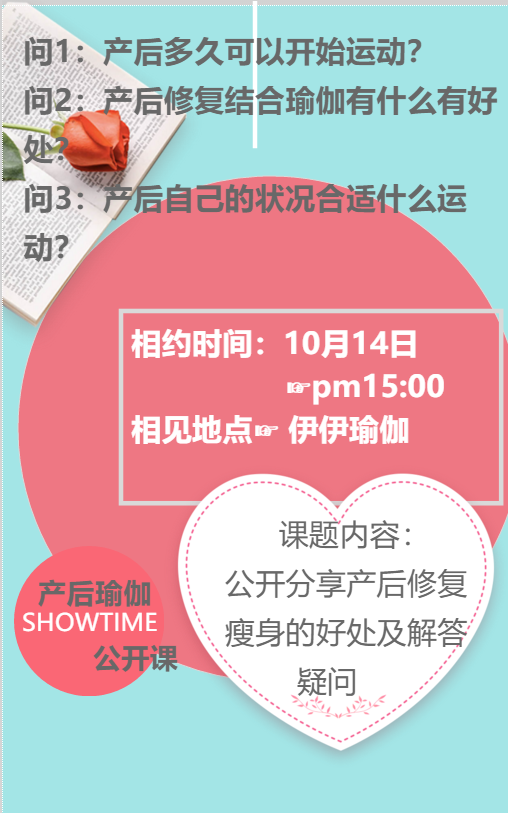 问1：产后多久可以开始运动？
问2：产后修复结合瑜伽有什么有好
处？
问3：产后自己的状况合适什么运
动？
相约时间：10月14日
☞pm15:00
相见地点☞ 伊伊瑜伽
课题内容：
公开分享产后修复
瘦身的好处及解答
疑问
产后瑜伽
SHOWTIME
公开课